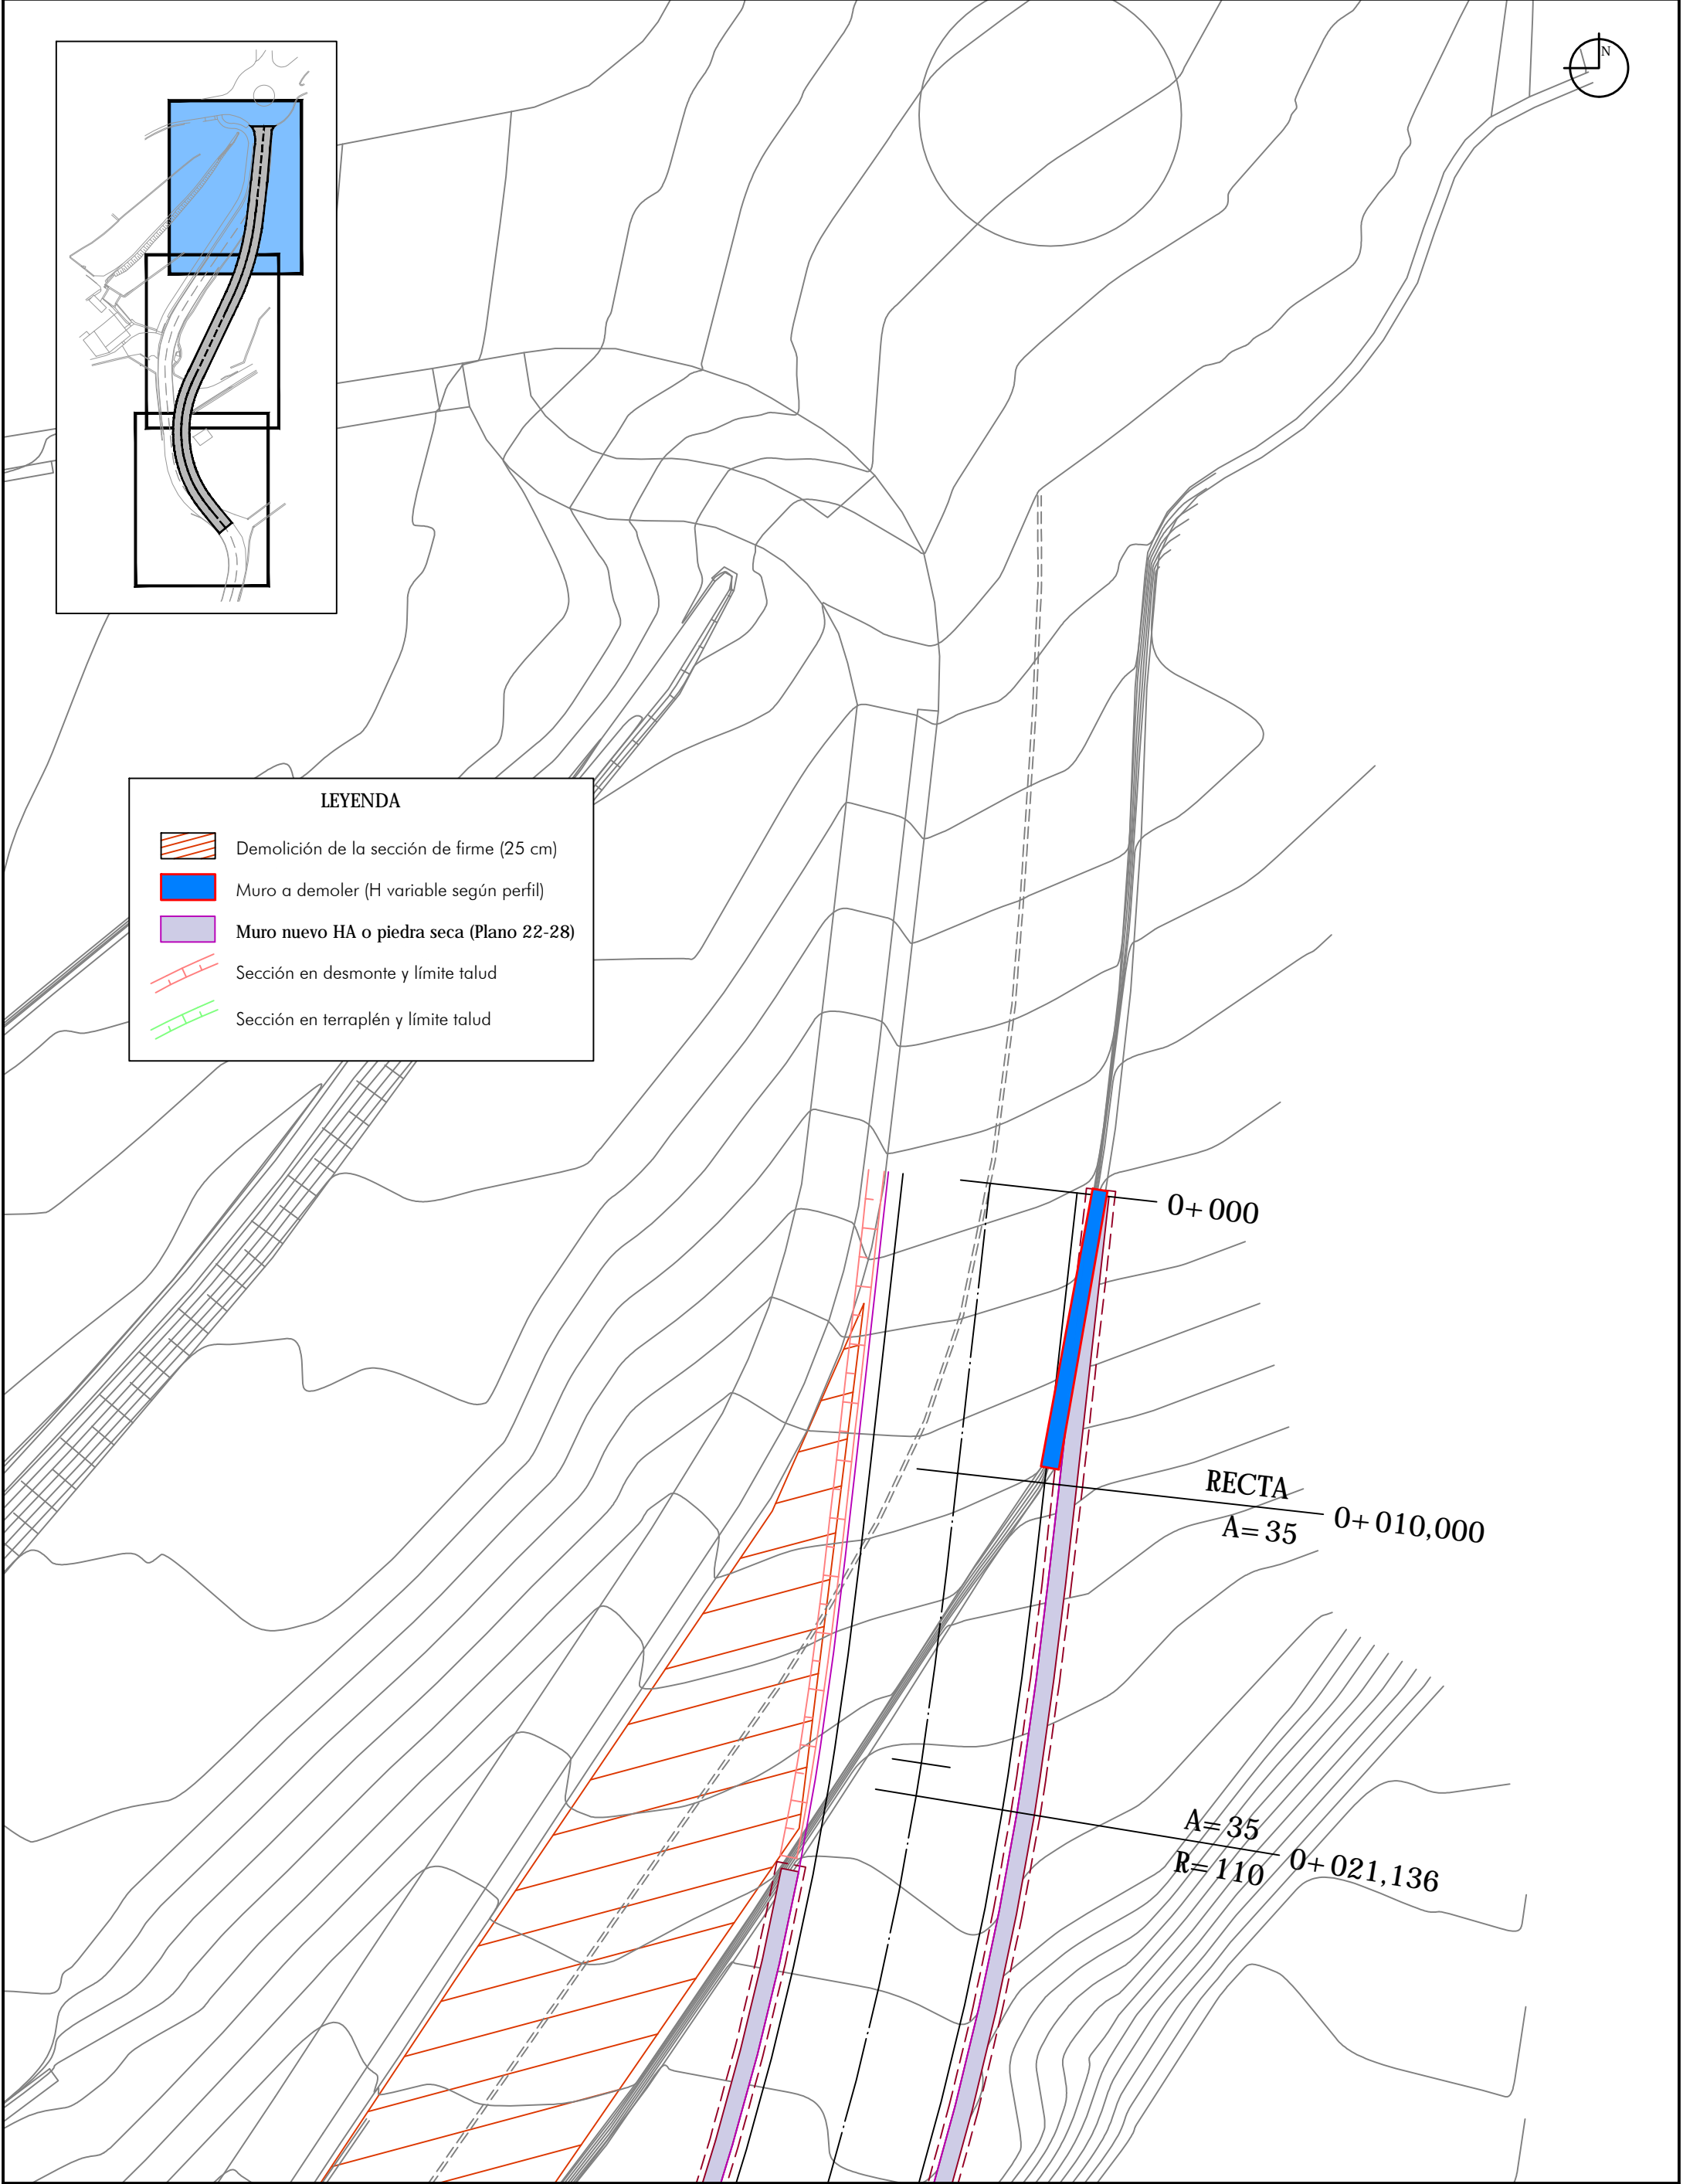 N
LEYENDA
Demolición de la sección de firme (25 cm)
Muro a demoler (H variable según perfil)
Muro nuevo HA o piedra seca (Plano 22-28)
Sección en desmonte y límite talud
Sección en terraplén y límite talud
0+000
RECTA
A=35
0+010,000
A=35
R=110
0+021,136